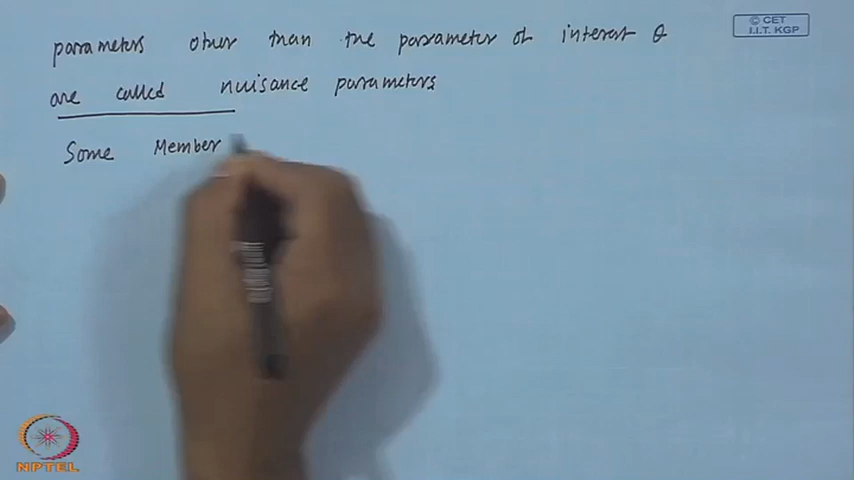 parameters other than the parameter of interest θ
are called nuisance parameters
Some Member
© CET
I.I.T. KGP
NPTEL